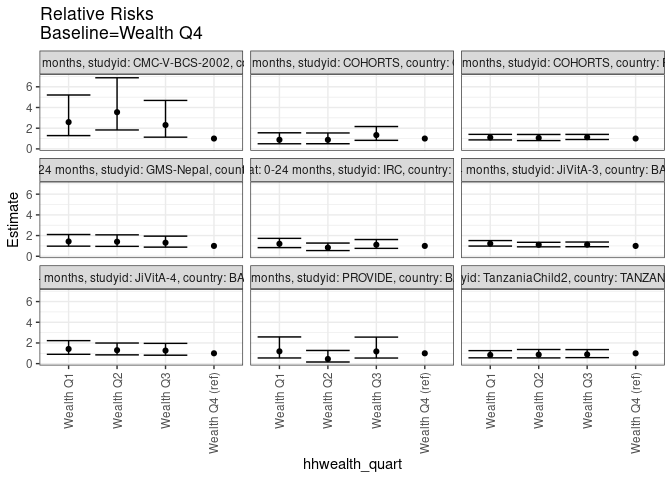 Relative Risks
Baseline=Wealth Q4
months, studyid: CMC-V-BCS-2002, c
months, studyid: COHORTS, country:
months, studyid: COHORTS, country:
6
4
2
0
24 months, studyid: GMS-Nepal, count
at: 0-24 months, studyid: IRC, country:
months, studyid: JiVitA-3, country: BA
6
4
2
0
months, studyid: JiVitA-4, country: BA
months, studyid: PROVIDE, country: B
yid: TanzaniaChild2, country: TANZAN
6
4
2
0
Estimate
Wealth Q1
Wealth Q2
Wealth Q3
Wealth Q4 (ref)
Wealth Q1
Wealth Q2
Wealth Q3
Wealth Q4 (ref)
Wealth Q1
Wealth Q2
Wealth Q3
Wealth Q4 (ref)
hhwealth_quart